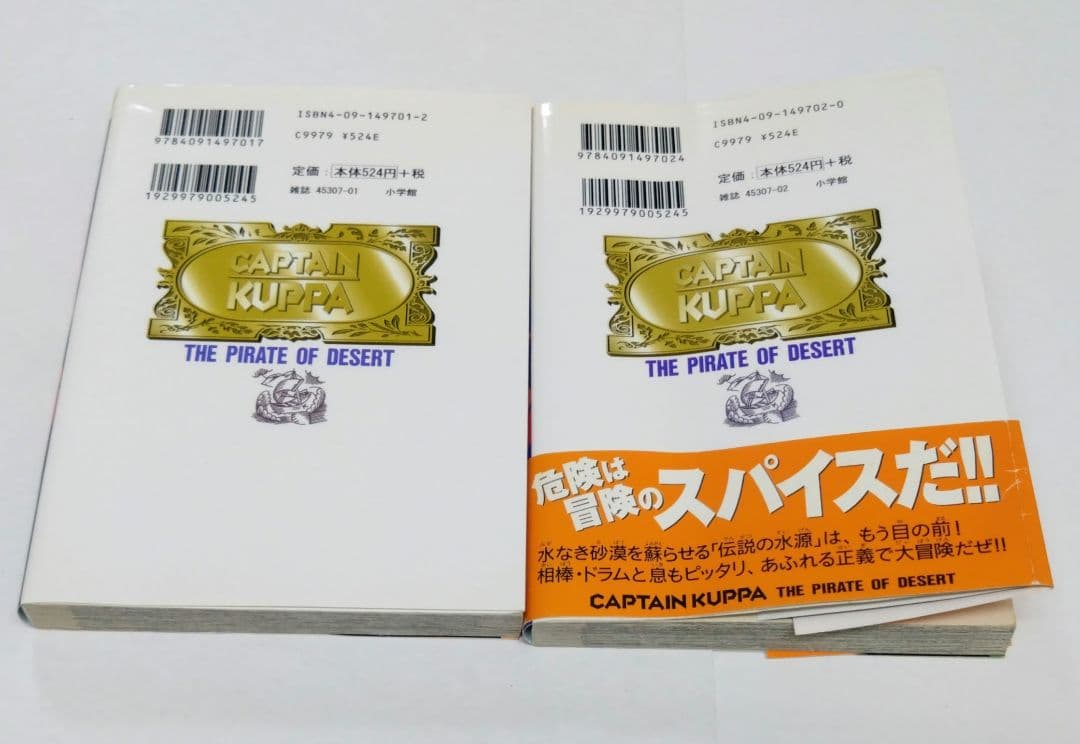 ISBN4-09-149701-2
C9979 ¥524E
9784091497017
定価：本体524円＋税
雑誌 45307-01 小学館
1929979005245
CAPTAIN
KUPPA
THE PIRATE OF DESERT
ISBN4-09-149702-0
C9979 ¥524E
9784091497024
定価：本体524円＋税
雑誌 45307-02 小学館
1929979005245
CAPTAIN
KUPPA
THE PIRATE OF DESERT
危険は
冒険のスパイスだ!!
水なき砂漠を蘇らせる「伝説の水源」は、もう目の前！
相棒・ドラムと息もピッタリ、あふれる正義で大冒険だぜ!!
CAPTAIN KUPPA THE PIRATE OF DESERT